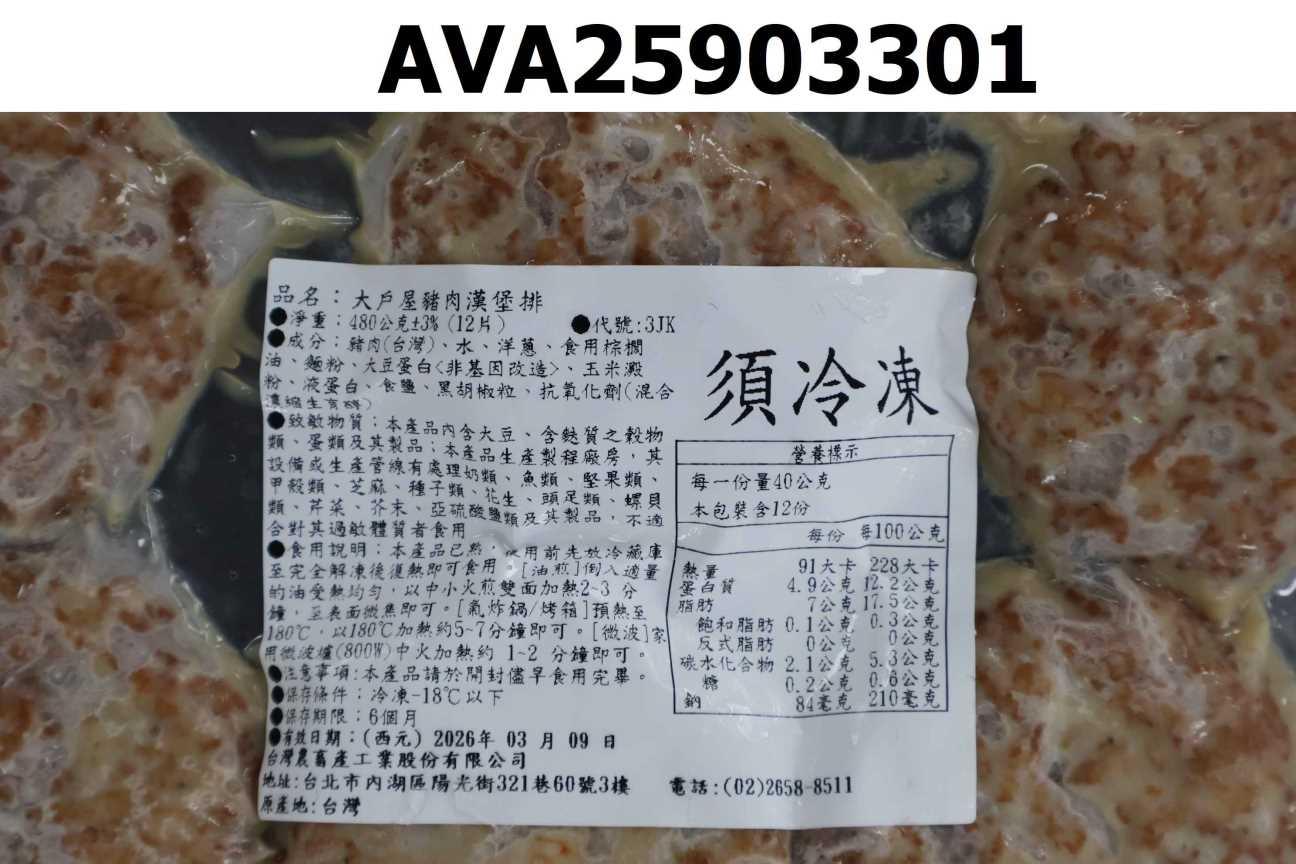 AVA25903301
品名：大戶屋豬肉漢堡排
●淨重：480公克±3% (12片)
●代號:3JK
●成分：豬肉(台灣)、水、洋蔥、食用棕櫚
油、麵粉、大豆蛋白<非基因改造>、玉米澱
粉、液蛋白、食鹽、黑胡椒粒、抗氧化劑(混合
濃縮生育醇)
●致敏物質：本產品內含大豆、含麩質之穀物
類、蛋類及其製品；本產品生產製程廠房，其
設備或生產管線有處理奶類、魚類、堅果類、
甲殼類、芝麻、種子類、花生、頭足類、螺貝
類、芹菜、芥末、亞硫酸鹽類及其製品，不適
合對其過敏體質者食用
●食用說明：本產品已熟，使用前先放冷藏庫
至完全解凍後復熱即可食用。[油煎]倒入適量
的油受熱均勻，以中小火煎雙面加熱2-3 分
鐘，至表面微焦即可。[氣炸鍋/烤箱]預熱至
180℃，以180℃加熱約5-7分鐘即可。[微波]家
用微波爐(800W)中火加熱約 1-2 分鐘即可。
●注意事項:本產品請於開封儘早食用完畢。
●保存條件：冷凍-18℃以下
●保存期限：6個月
●有效日期：(西元) 2026年 03 月 09 日
台灣農畜產工業股份有限公司
地址:台北市內湖區陽光街321巷60號3樓
電話:(02)2658-8511
原產地:台灣
須冷凍
營養標示
每一份量40公克
本包裝含12份
每份 每100公克
熱量 91大卡 228大卡
蛋白質 4.9公克 12.2公克
脂肪 7公克 17.5公克
飽和脂肪 0.1公克 0.3公克
反式脂肪 0公克 0公克
碳水化合物 2.1公克 5.3公克
糖 0.2公克 0.6公克
鈉 84毫克 210毫克